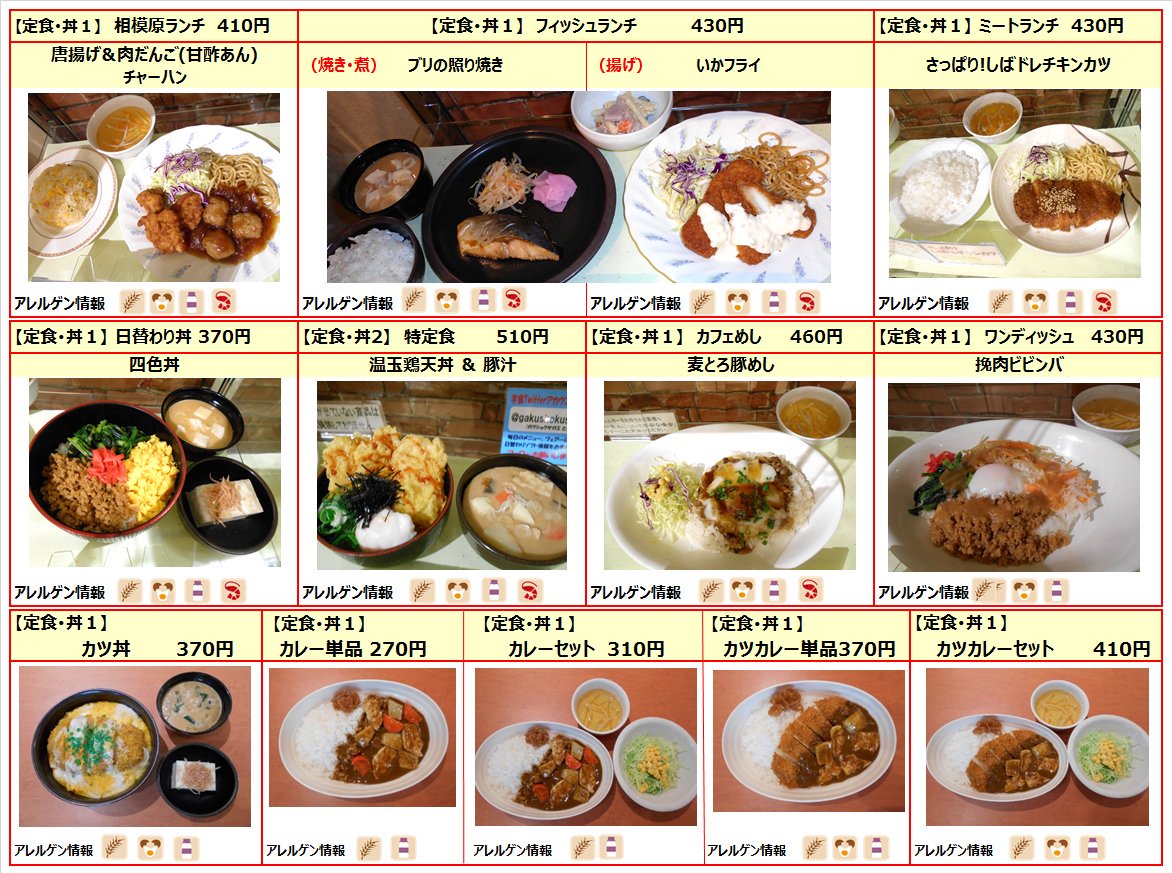 【定食・丼１】 相模原ランチ 410円
唐揚げ＆肉だんご(甘酢あん)
チャーハン
アレルゲン情報
【定食・丼１】 フィッシュランチ 430円
(焼き・煮) ブリの照り焼き
(揚げ) いかフライ
アレルゲン情報
アレルゲン情報
【定食・丼１】 ミートランチ 430円
さっぱり!しばドレチキンカツ
アレルゲン情報
【定食・丼１】 日替わり丼 370円
四色丼
アレルゲン情報
【定食・丼2】 特定食 510円
温玉鶏天丼 ＆ 豚汁
学食Twitterアカウ
@gakushokus
毎日のメニュー、フェアーの
アレルゲン情報
【定食・丼１】 カフェめし 460円
麦とろ豚めし
アレルゲン情報
【定食・丼１】 ワンディッシュ 430円
挽肉ビビンバ
アレルゲン情報
【定食・丼１】
カツ丼 370円
アレルゲン情報
【定食・丼１】
カレー単品 270円
アレルゲン情報
【定食・丼１】
カレーセット 310円
アレルゲン情報
【定食・丼１】
カツカレー単品370円
アレルゲン情報
【定食・丼１】
カツカレーセット 410円
アレルゲン情報